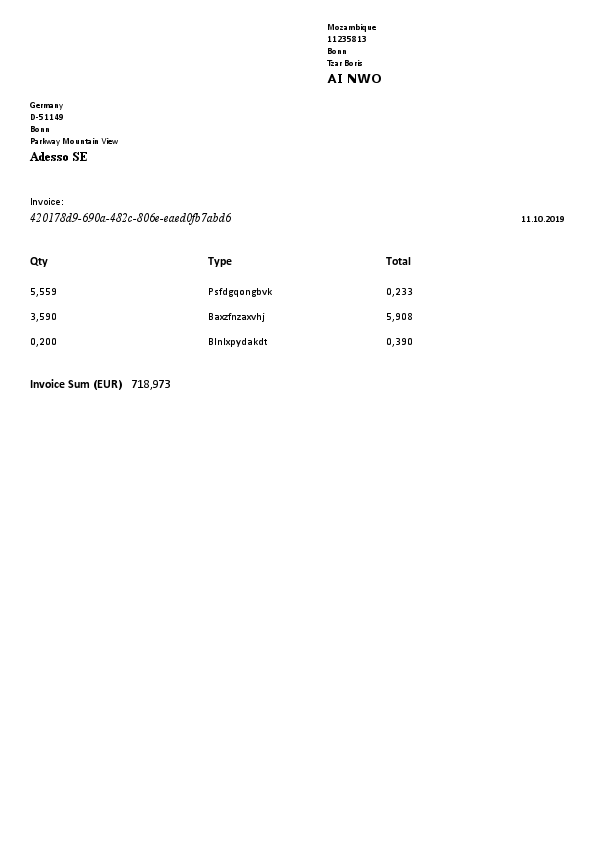 Mozambique
11235813
Bonn
Tzar Boris
AI NWO
Germany
D-51149
Bonn
Parkway Mountain View
Adesso SE
Invoice:
420178d9-690a-482c-806e-eaed0fb7abd6 11.10.2019
Qty Type Total
5,559 Psfdgqongbvk 0,233
3,590 Baxzfnzaxvhj 5,908
0,200 Blnlxpydakdt 0,390
Invoice Sum (EUR) 718,973